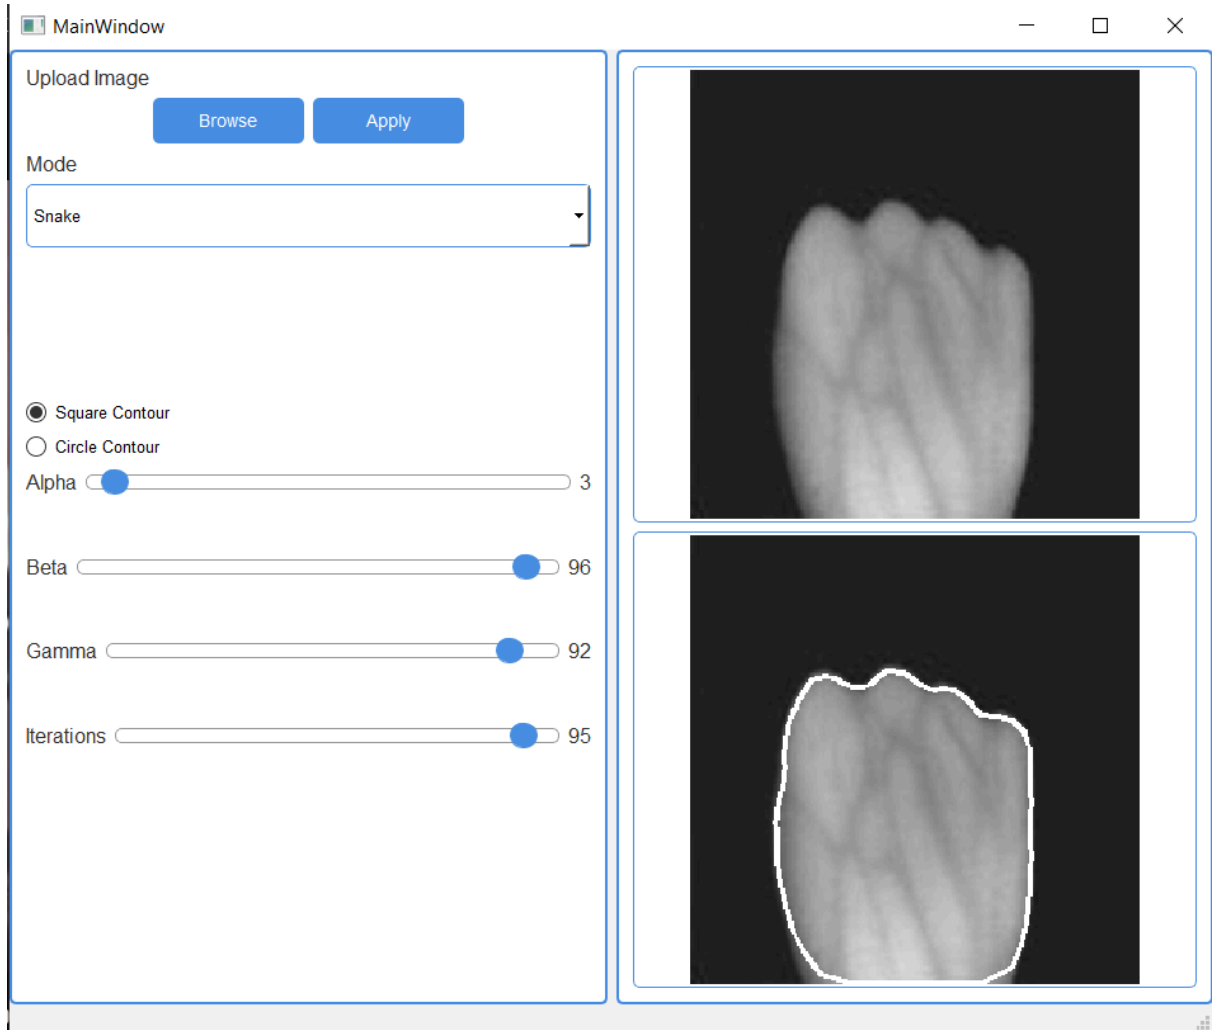 MainWindow
Upload Image
Browse Apply
Mode
Snake
Square Contour
Circle Contour
Alpha 3
Beta 96
Gamma 92
Iterations 95